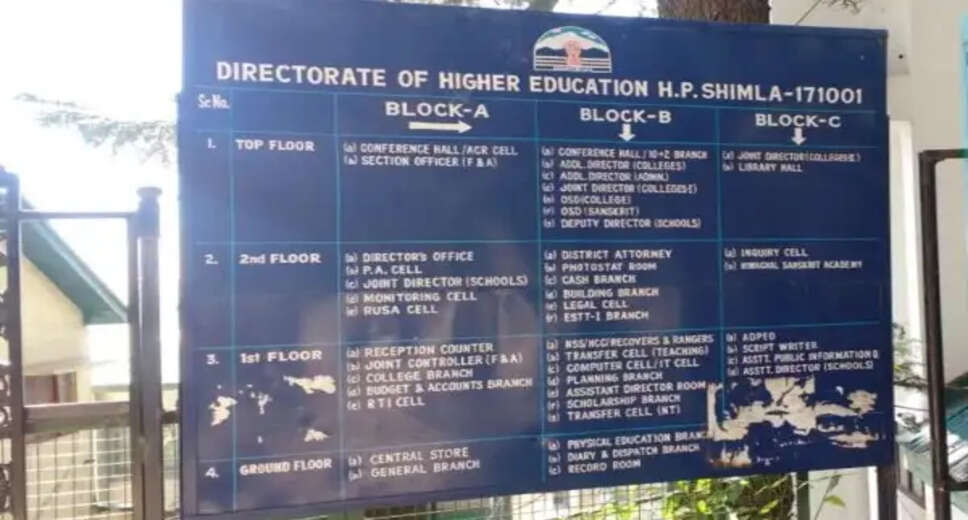 DIRECTORATE OF HIGHER EDUCATION H.P. SHIMLA-171001
Sr No. BLOCK-A BLOCK-B BLOCK-C
1. TOP FLOOR
(a) CONFERENCE HALL/ACR CELL
(b) SECTION OFFICER (F & A)
(a) CONFERENCE HALL/10+2 BRANCH
(b) ADDL. DIRECTOR (COLLEGES)
(c) ADDL. DIRECTOR (ADMN.)
(d) JOINT DIRECTOR (COLLEGES-I)
(e) OSD (COLLEGE)
(f) OSD (SANSKRIT)
(g) DEPUTY DIRECTOR (SCHOOLS)
(a) JOINT DIRECTOR (COLLEGES-II)
(b) LIBRARY HALL
2. 2nd FLOOR
(a) DIRECTOR'S OFFICE
(b) P.A. CELL
(c) JOINT DIRECTOR (SCHOOLS)
(d) MONITORING CELL
(e) RUSA CELL
(a) DISTRICT ATTORNEY
(b) PHOTOSTAT ROOM
(c) CASH BRANCH
(d) BUILDING BRANCH
(e) LEGAL CELL
(f) ESTT-I BRANCH
(a) INQUIRY CELL
(b) HIMACHAL SANSKRIT ACADEMY
3. 1st FLOOR
(a) RECEPTION COUNTER
(b) JOINT CONTROLLER (F & A)
(c) COLLEGE BRANCH
(d) BUDGET & ACCOUNTS BRANCH
(e) RTI CELL
(a) NSS/NCC/RECOVERS & RANGERS
(b) TRANSFER CELL (TEACHING)
(c) COMPUTER CELL/IT CELL
(d) PLANNING BRANCH
(e) ASSISTANT DIRECTOR ROOM
(f) SCHOLARSHIP BRANCH
(g) TRANSFER CELL (NT)
(a) ADPEO
(b) SCRIPT WRITER
(c) ASSTT. PUBLIC INFORMATION O
(d) ASSTT. DIRECTOR (SCHOOLS)
4. GROUND FLOOR
(a) CENTRAL STORE
(b) GENERAL BRANCH
(a) PHYSICAL EDUCATION BRANC
(b) DIARY & DISPATCH BRANCH
(c) RECORD ROOM